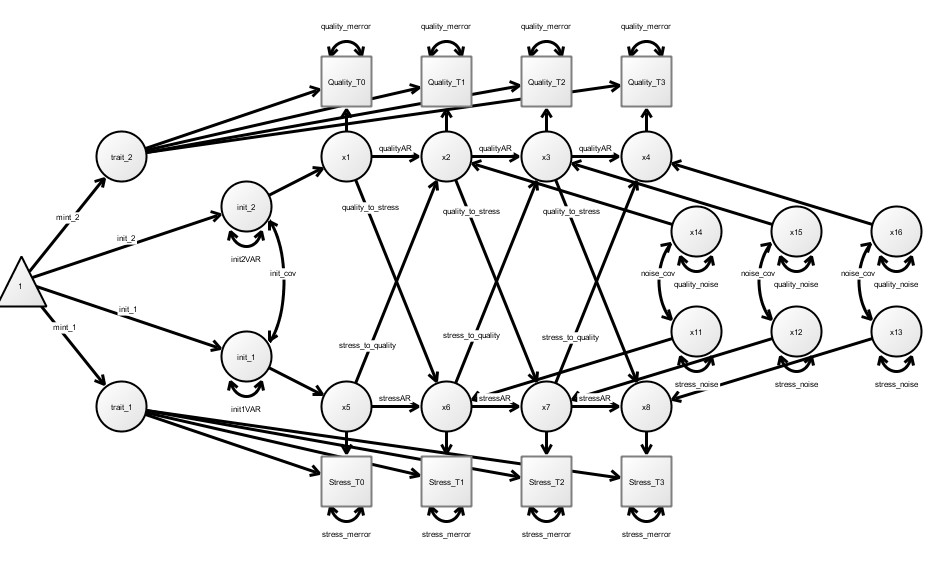 quality_merror quality_merror quality_merror quality_merror
Quality_T0 Quality_T1 Quality_T2 Quality_T3
trait_2 x1 qualityAR x2 qualityAR x3 qualityAR x4
mint_2 init_2 quality_to_stress quality_to_stress quality_to_stress
init_2 x14 x15 x16
init2VAR
init_cov noise_cov noise_cov noise_cov
quality_noise quality_noise quality_noise
1
init_1
mint_1 x11 x12 x13
stress_to_quality stress_to_quality stress_to_quality
init_1
stress_noise stress_noise stress_noise
init1VAR
trait_1 x5 stressAR x6 stressAR x7 stressAR x8
Stress_T0 Stress_T1 Stress_T2 Stress_T3
stress_merror stress_merror stress_merror stress_merror